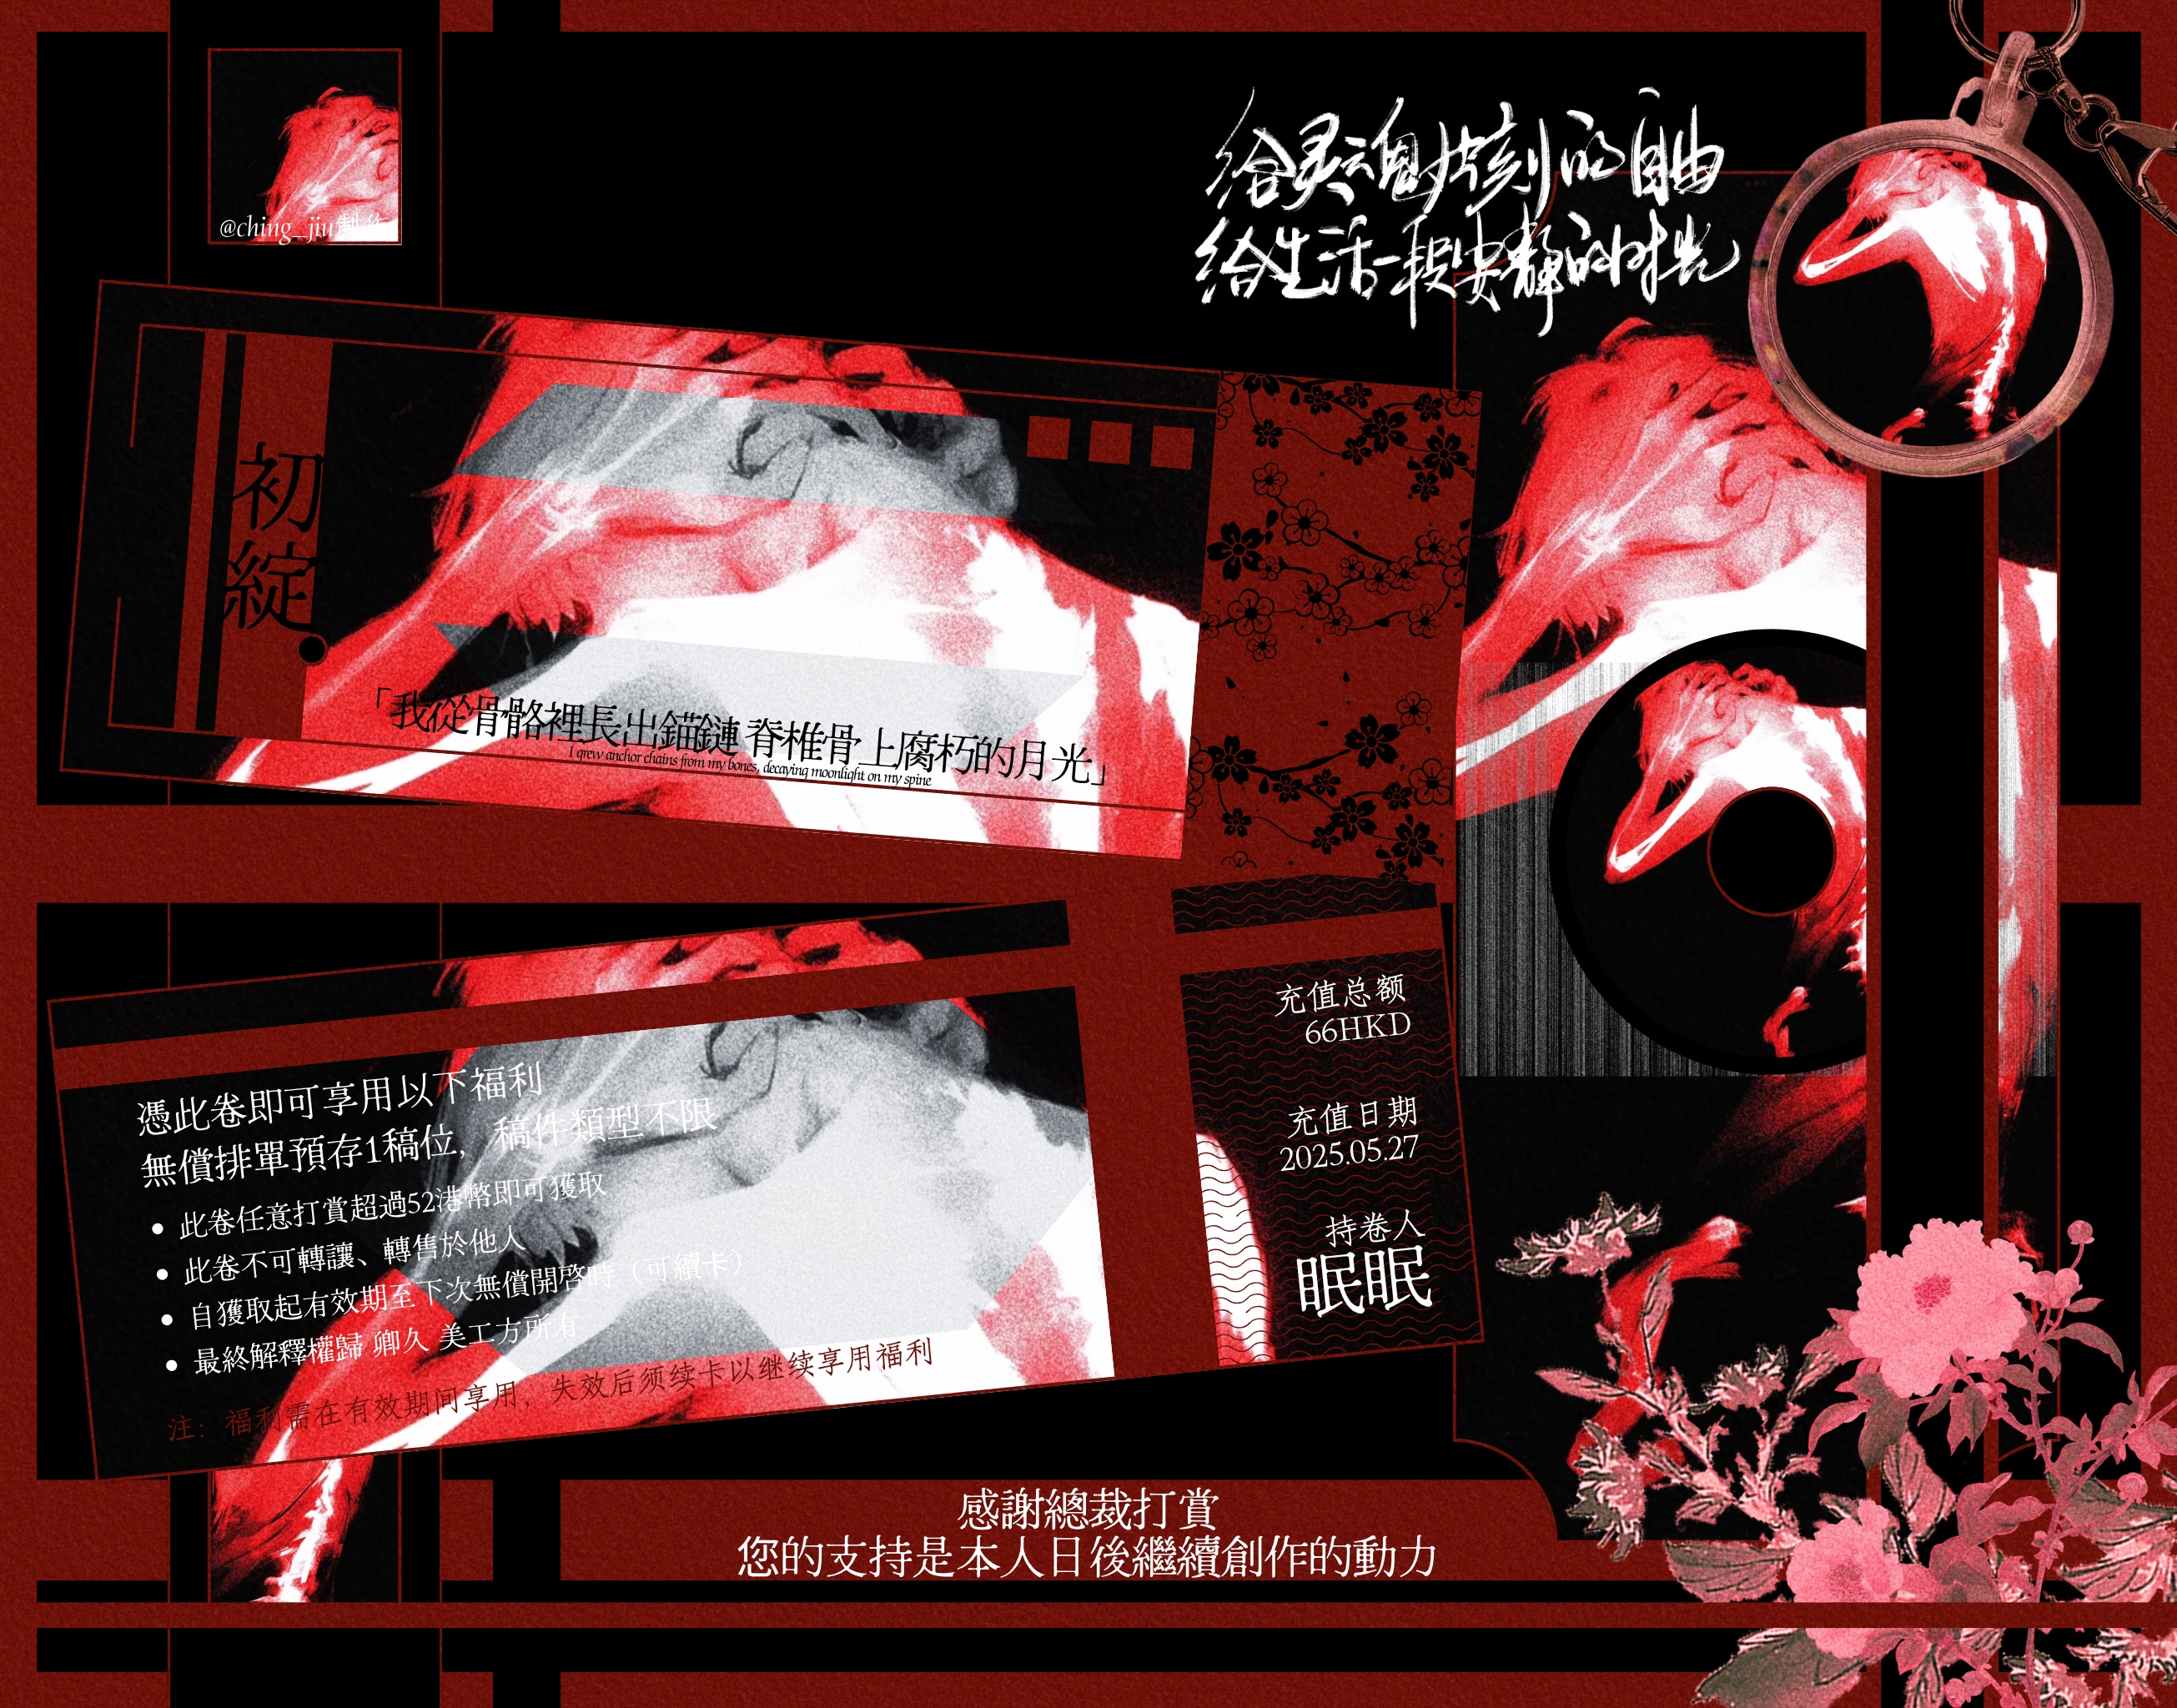 @ching_jiu制作
给灵魂片刻的自由
给生活一段安静的时光
初綻
「我從骨骼裡長出錨鏈 脊椎骨上腐朽的月光」
I grew anchor chains from my bones, decaying moonlight on my spine
憑此卷即可享用以下福利
無償排單預存1稿位，稿件類型不限
● 此卷任意打賞超過52港幣即可獲取
● 此卷不可轉讓、轉售於他人
● 自獲取起有效期至下次無償開啓時（可續卡）
● 最終解釋權歸 卿久 美工方所有
注：福利需在有效期间享用，失效后须续卡以继续享用福利
充值总额
66HKD
充值日期
2025.05.27
持卷人
眠眠
感謝總裁打賞
您的支持是本人日後繼續創作的動力